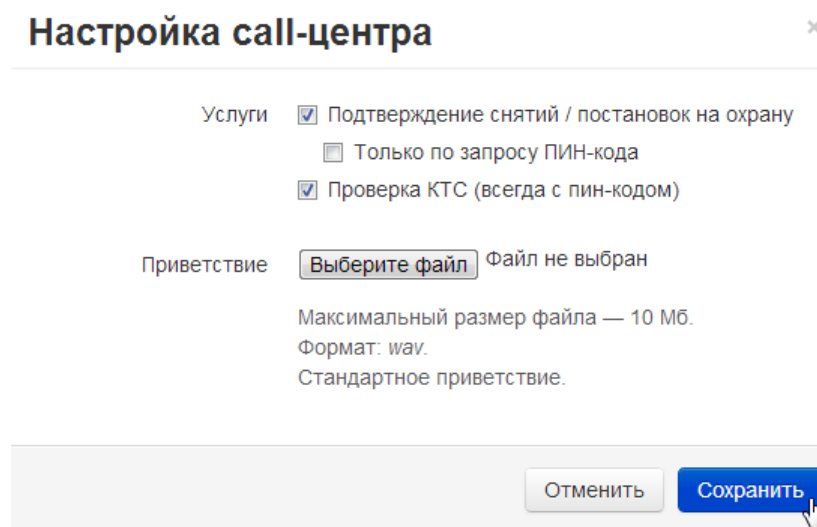 Настройка call-центра
×
Услуги
Подтверждение снятий / постановок на охрану
Только по запросу ПИН-кода
Проверка КТС (всегда с пин-кодом)
Приветствие Выберите файл Файл не выбран
Максимальный размер файла — 10 Мб.
Формат: wav.
Стандартное приветствие.
Отменить Сохранить